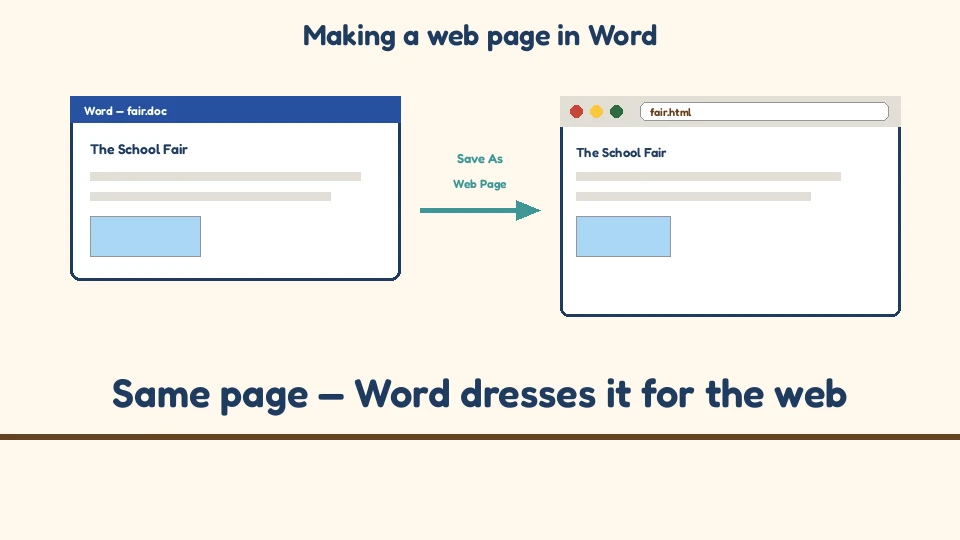 Making a web page in Word
Word — fair.doc
The School Fair
Save As
Web Page
fair.html
The School Fair
Same page — Word dresses it for the web